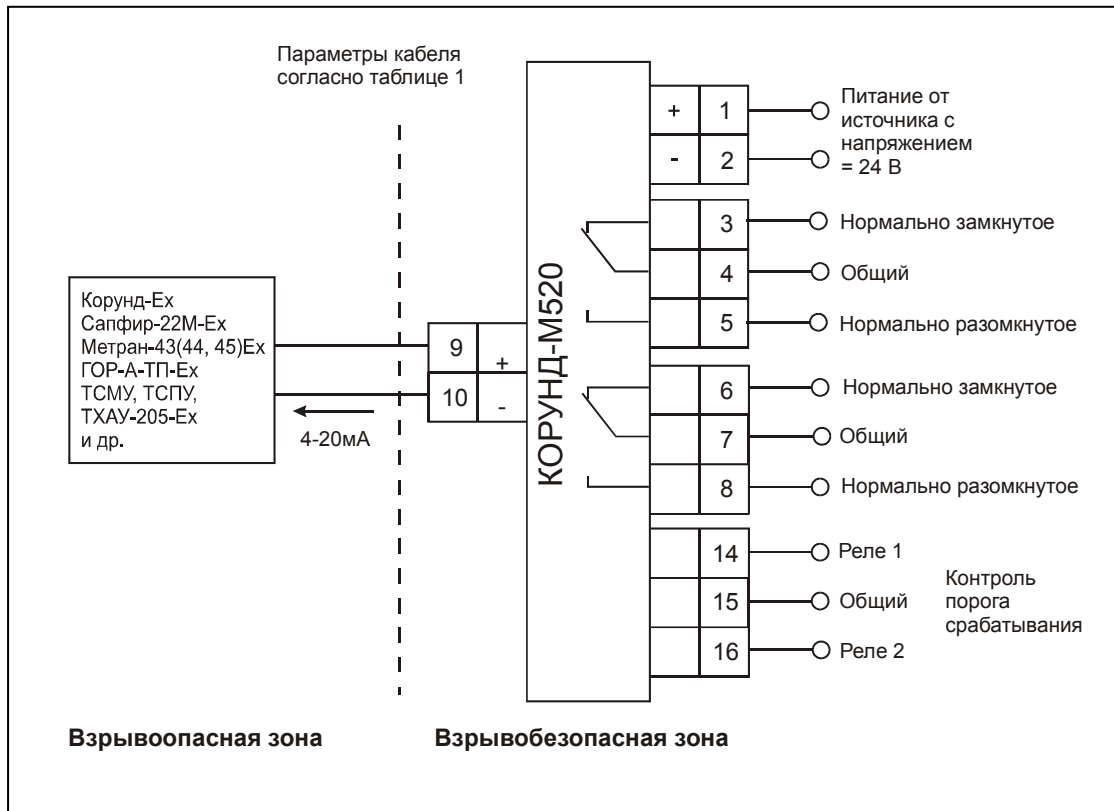 Параметры кабеля
согласно таблице 1
КОРУНД-М520
+ 1
- 2
Питание от
источника с
напряжением
= 24 В
3 Нормально замкнутое
4 Общий
5 Нормально разомкнутое
Корунд-Ех
Сапфир-22М-Ех
Метран-43(44, 45)Ех
ГОР-А-ТП-Ех
ТСМУ, ТСПУ,
ТХАУ-205-Ех
и др.
9 +
10 -
4-20мА
6 Нормально замкнутое
7 Общий
8 Нормально разомкнутое
14 Реле 1
15 Общий
16 Реле 2
Контроль
порога
срабатывания
Взрывоопасная зона
Взрывобезопасная зона